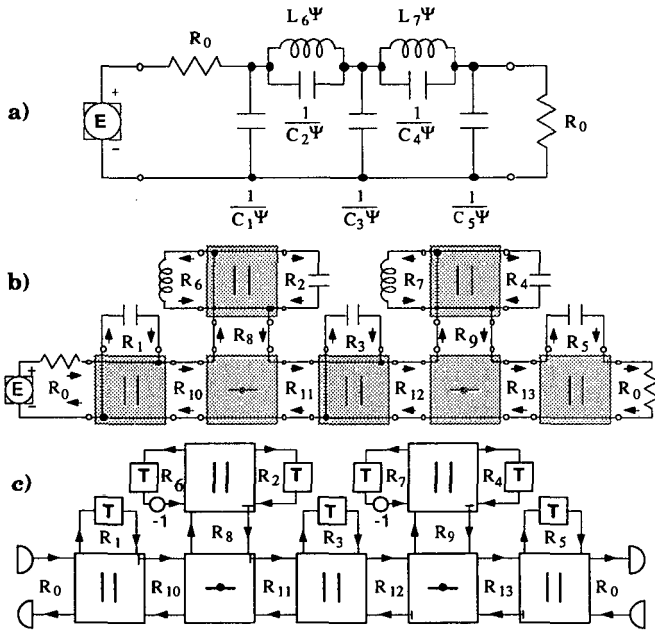 L₆Ψ L₇Ψ
R₀
a)
+
E
−
1/C₂Ψ 1/C₄Ψ
R₀
1/C₁Ψ 1/C₃Ψ 1/C₅Ψ
b)
R₆ || R₂ R₇ || R₄
R₁ R₈ R₃ R₉ R₅
+
E
−
R₀ || R₁₀ R₁₁ || R₁₂ R₁₃ || R₀
c)
T R₆ || R₂ T T R₇ || R₄ T
-1 -1
T T T
R₁ R₈ R₃ R₉ R₅
R₀ || R₁₀ R₁₁ || R₁₂ R₁₃ || R₀